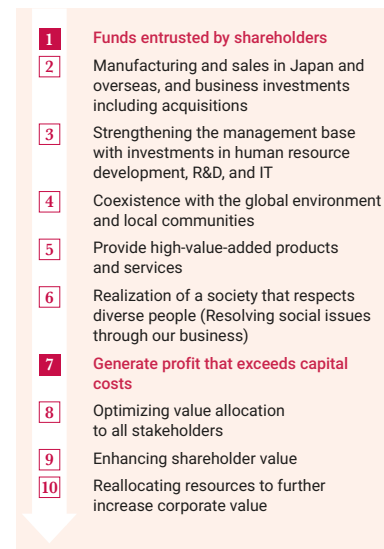 1 Funds entrusted by shareholders
2 Manufacturing and sales in Japan and
overseas, and business investments
including acquisitions
3 Strengthening the management base
with investments in human resource
development, R&D, and IT
4 Coexistence with the global environment
and local communities
5 Provide high-value-added products
and services
6 Realization of a society that respects
diverse people (Resolving social issues
through our business)
7 Generate profit that exceeds capital
costs
8 Optimizing value allocation
to all stakeholders
9 Enhancing shareholder value
10 Reallocating resources to further
increase corporate value